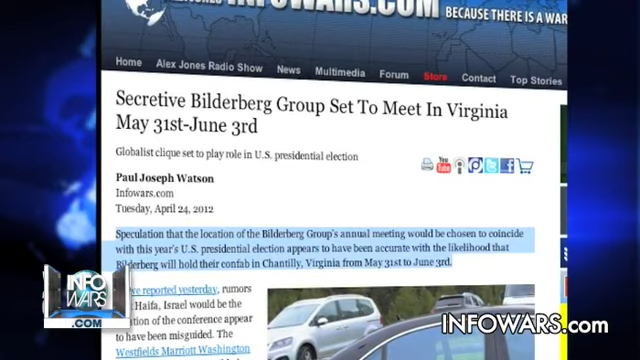 INFOWARS.COM BECAUSE THERE IS A WAR
Home Alex Jones Radio Show News Multimedia Forum Store Contact Top Stories
Secretive Bilderberg Group Set To Meet In Virginia
May 31st-June 3rd
Globalist clique set to play role in U.S. presidential election
You
Paul Joseph Watson
Infowars.com
Tuesday, April 24, 2012
Speculation that the location of the Bilderberg Group's annual meeting would be chosen to coincide
with this year's U.S. presidential election appears to have been accurate with the likelihood that
Bilderberg will hold their confab in Chantilly, Virginia from May 31st to June 3rd.
reported yesterday, rumors
Haifa, Israel would be the
of the conference appear
to have been misguided. The
Westfields Marriott Washington
INFO
WARS
.COM
INFOWARS.com